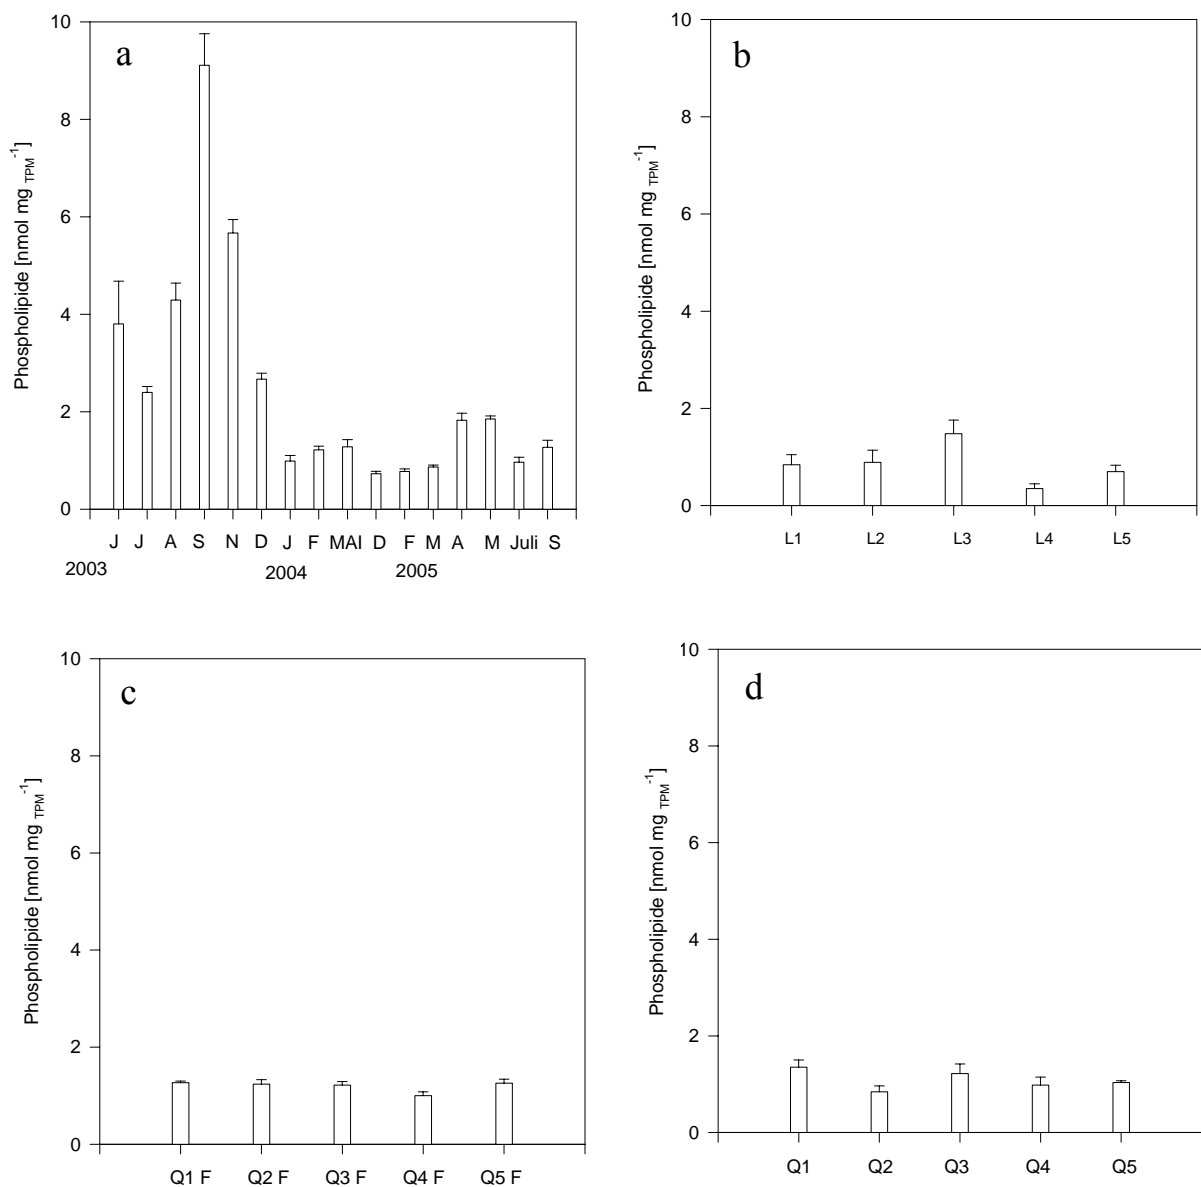 a
10
8
6
4
2
0
Phospholipide [nmol mg TPM -1]
J J A S N D J F MAI D F M A M Juli S
2003 2004 2005
b
10
8
6
4
2
0
Phospholipide [nmol mg TPM -1]
L1 L2 L3 L4 L5
c
10
8
6
4
2
0
Phospholipide [nmol mg TPM -1]
Q1 F Q2 F Q3 F Q4 F Q5 F
d
10
8
6
4
2
0
Phospholipide [nmol mg TPM -1]
Q1 Q2 Q3 Q4 Q5